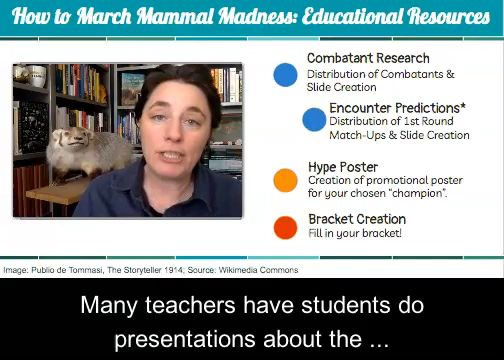 How to March Mammal Madness: Educational Resources
Combatant Research
Distribution of Combatants &
Slide Creation
Encounter Predictions*
Distribution of 1st Round
Match-Ups & Slide Creation
Hype Poster
Creation of promotional poster
for your chosen “champion”.
Bracket Creation
Fill in your bracket!
Image: Publio de Tommasi, The Storyteller 1914; Source: Wikimedia Commons
Many teachers have students do
presentations about the ...